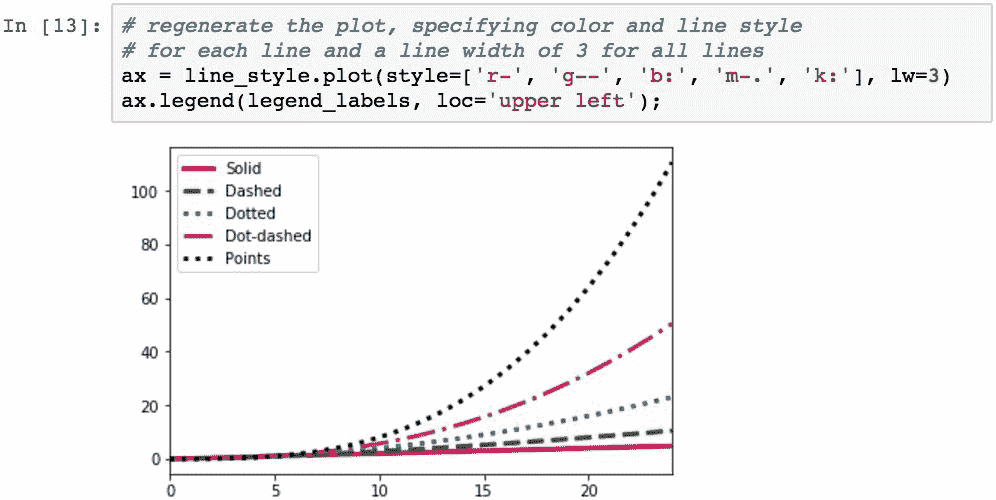 In [13]: # regenerate the plot, specifying color and line style
# for each line and a line width of 3 for all lines
ax = line_style.plot(style=['r-', 'g--', 'b:', 'm-.', 'k:'], lw=3)
ax.legend(legend_labels, loc='upper left');
Solid
Dashed
Dotted
Dot-dashed
Points
100
80
60
40
20
0
0 5 10 15 20